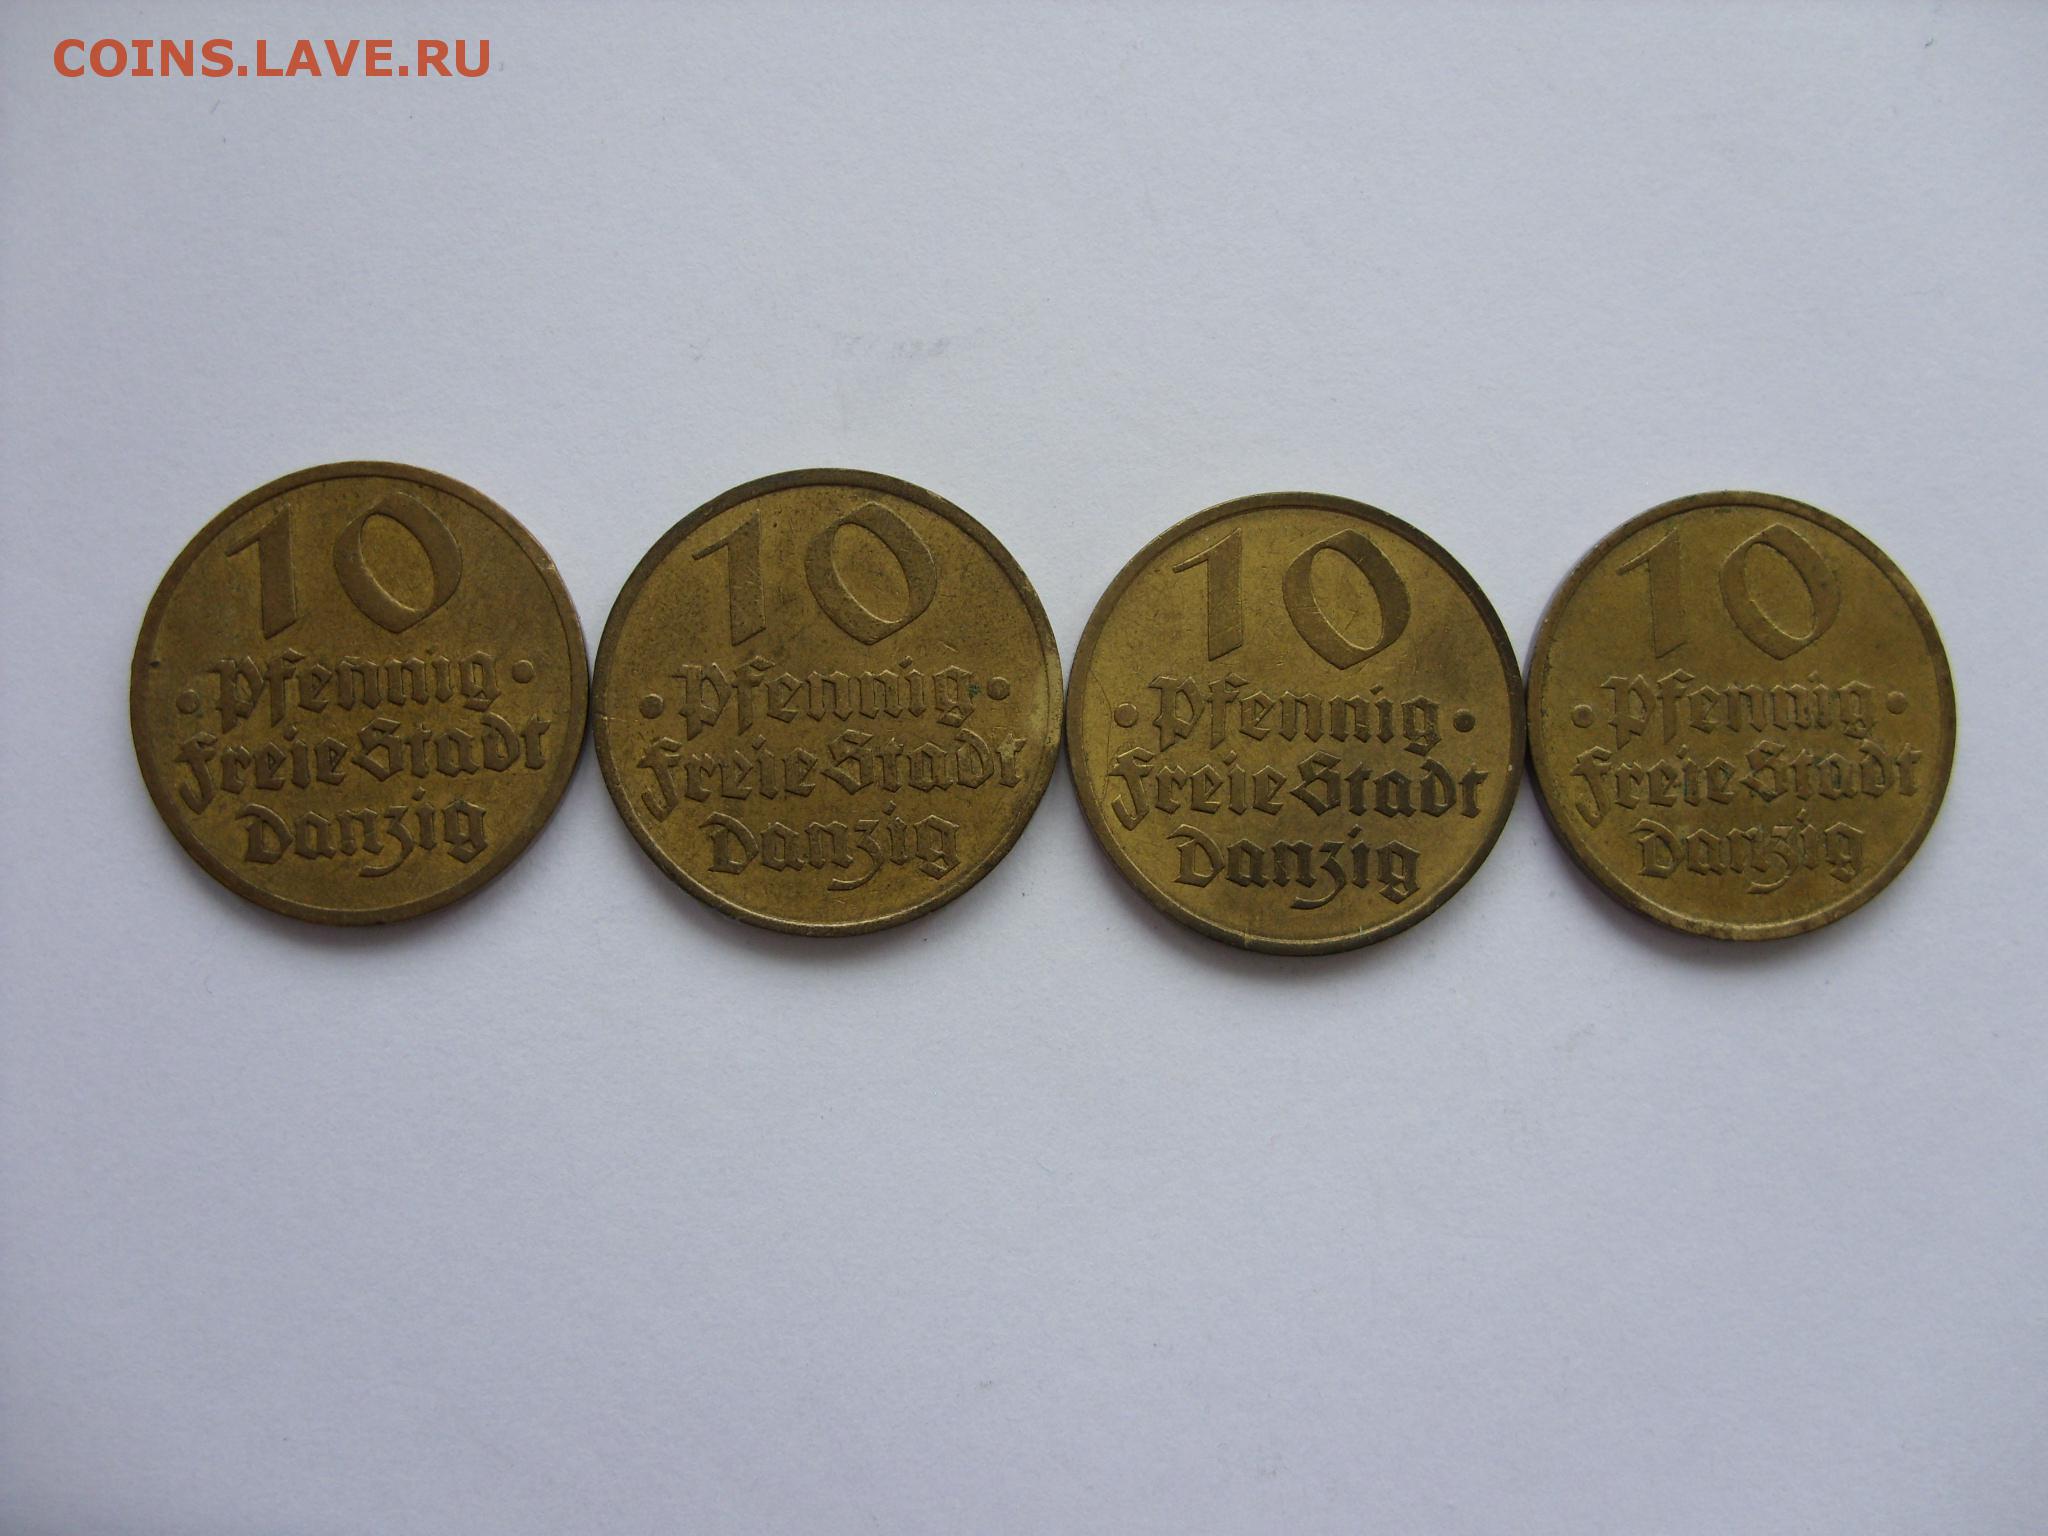 COINS.LAVE.RU
10
Pfennig
Freie Stadt
Danzig
10
Pfennig
Freie Stadt
Danzig
10
Pfennig
Freie Stadt
Danzig
10
Pfennig
Freie Stadt
Danzig